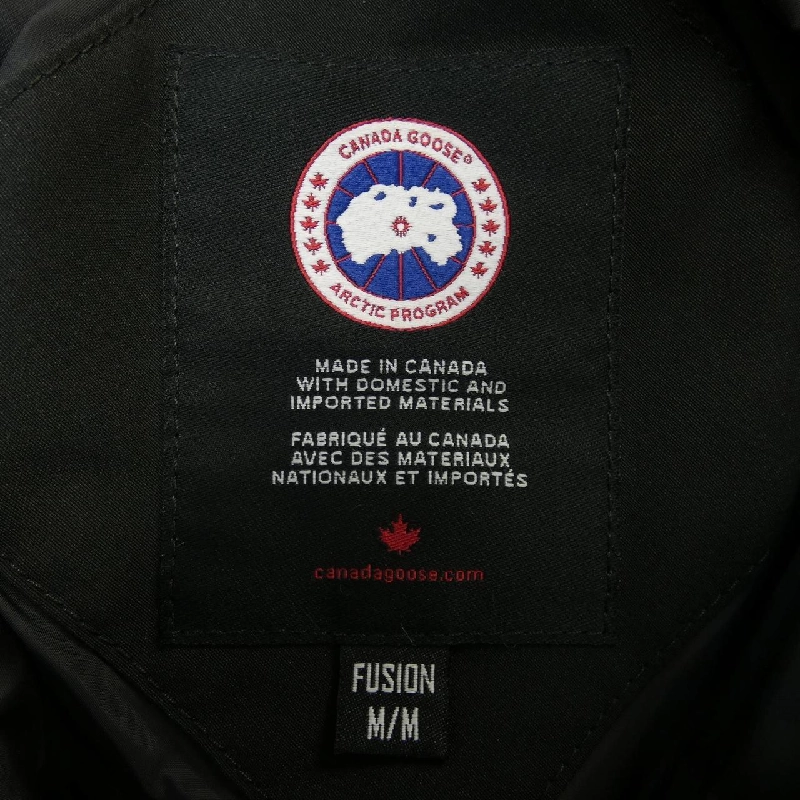 CANADA GOOSE®
ARCTIC PROGRAM
MADE IN CANADA
WITH DOMESTIC AND
IMPORTED MATERIALS
FABRIQUÉ AU CANADA
AVEC DES MATERIAUX
NATIONAUX ET IMPORTÉS
canadagoose.com
FUSION
M/M